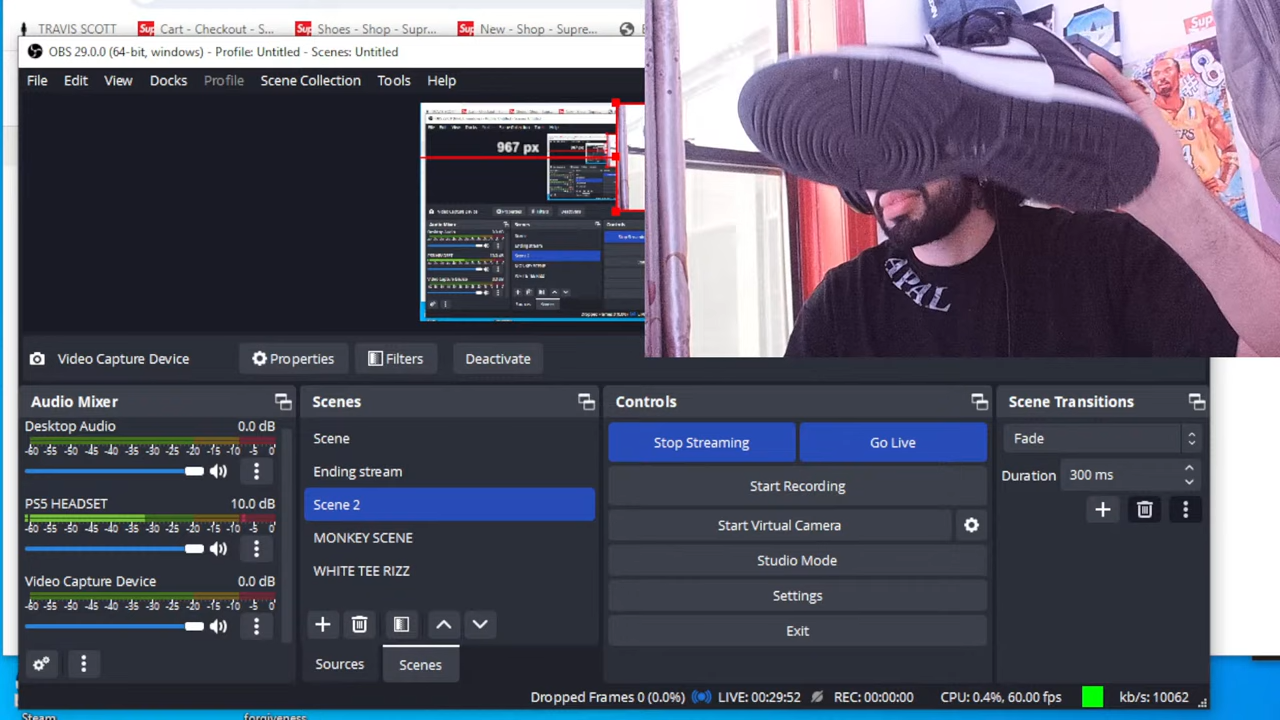 TRAVIS SCOTT
Sup
Cart - Checkout - S...
Sup
Shoes - Shop - Supr...
Sup
New - Shop - Supre...
OBS 29.0.0 (64-bit, windows) - Profile: Untitled - Scenes: Untitled
File Edit View Docks Profile Scene Collection Tools Help
967 px
Sup
LAKERS
APAL
Video Capture Device
Properties
Filters
Deactivate
Audio Mixer
Desktop Audio 0.0 dB
-60 -55 -50 -45 -40 -35 -30 -25 -20 -15 -10 -5 0
PS5 HEADSET 10.0 dB
-60 -55 -50 -45 -40 -35 -30 -25 -20 -15 -10 -5 0
Video Capture Device 0.0 dB
-60 -55 -50 -45 -40 -35 -30 -25 -20 -15 -10 -5 0
Scenes
Scene
Ending stream
Scene 2
MONKEY SCENE
WHITE TEE RIZZ
Sources
Scenes
Controls
Stop Streaming
Go Live
Start Recording
Start Virtual Camera
Studio Mode
Settings
Exit
Scene Transitions
Fade
Duration 300 ms
Dropped Frames 0 (0.0%) LIVE: 00:29:52 REC: 00:00:00 CPU: 0.4%, 60.00 fps kb/s: 10062
Steam
forgiveness